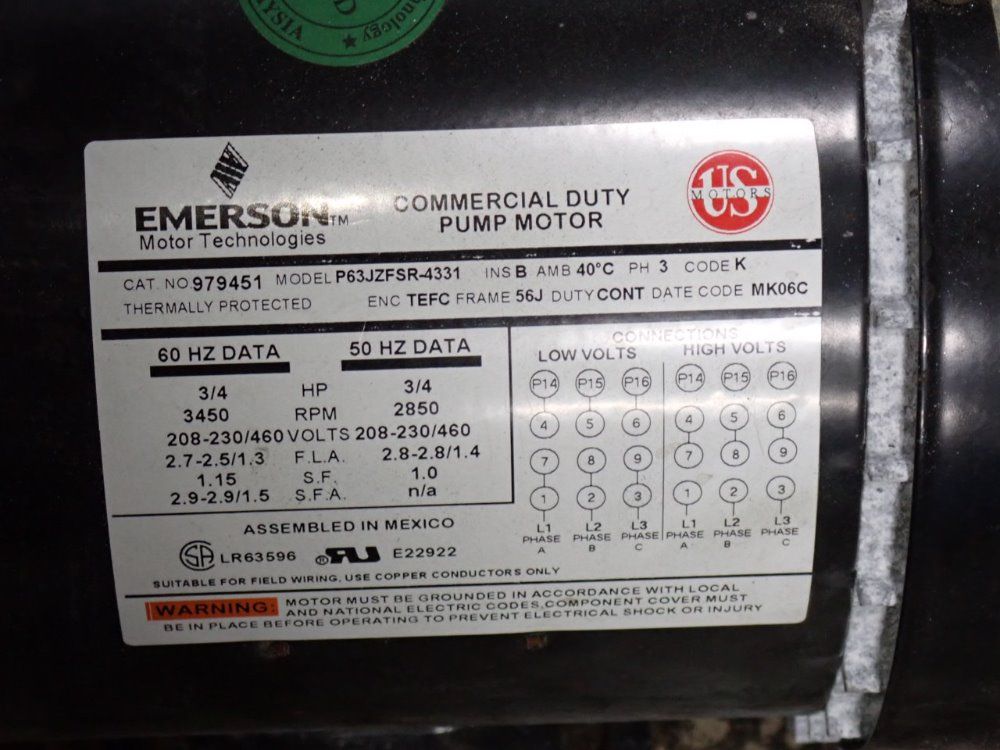 YSIA
D
hnology
EMERSON TM
Motor Technologies
COMMERCIAL DUTY
PUMP MOTOR
US
MOTORS
CAT. NO. 979451 MODEL P63JZFSR-4331 INS B AMB 40°C PH 3 CODE K
THERMALLY PROTECTED ENC TEFC FRAME 56J DUTY CONT DATE CODE MK06C
60 HZ DATA 50 HZ DATA
3/4 HP 3/4
3450 RPM 2850
208-230/460 VOLTS 208-230/460
2.7-2.5/1.3 F.L.A. 2.8-2.8/1.4
1.15 S.F. 1.0
2.9-2.9/1.5 S.F.A. n/a
CONNECTIONS
LOW VOLTS HIGH VOLTS
P14 P15 P16 P14 P15 P16
4 5 6 4 5 6
7 8 9 7 8 9
1 2 3 1 2 3
L1 L2 L3 L1 L2 L3
PHASE PHASE PHASE PHASE PHASE PHASE
A B C A B C
ASSEMBLED IN MEXICO
SA LR63596 ® RU E22922
SUITABLE FOR FIELD WIRING, USE COPPER CONDUCTORS ONLY
WARNING: MOTOR MUST BE GROUNDED IN ACCORDANCE WITH LOCAL
AND NATIONAL ELECTRIC CODES,COMPONENT COVER MUST
BE IN PLACE BEFORE OPERATING TO PREVENT ELECTRICAL SHOCK OR INJURY